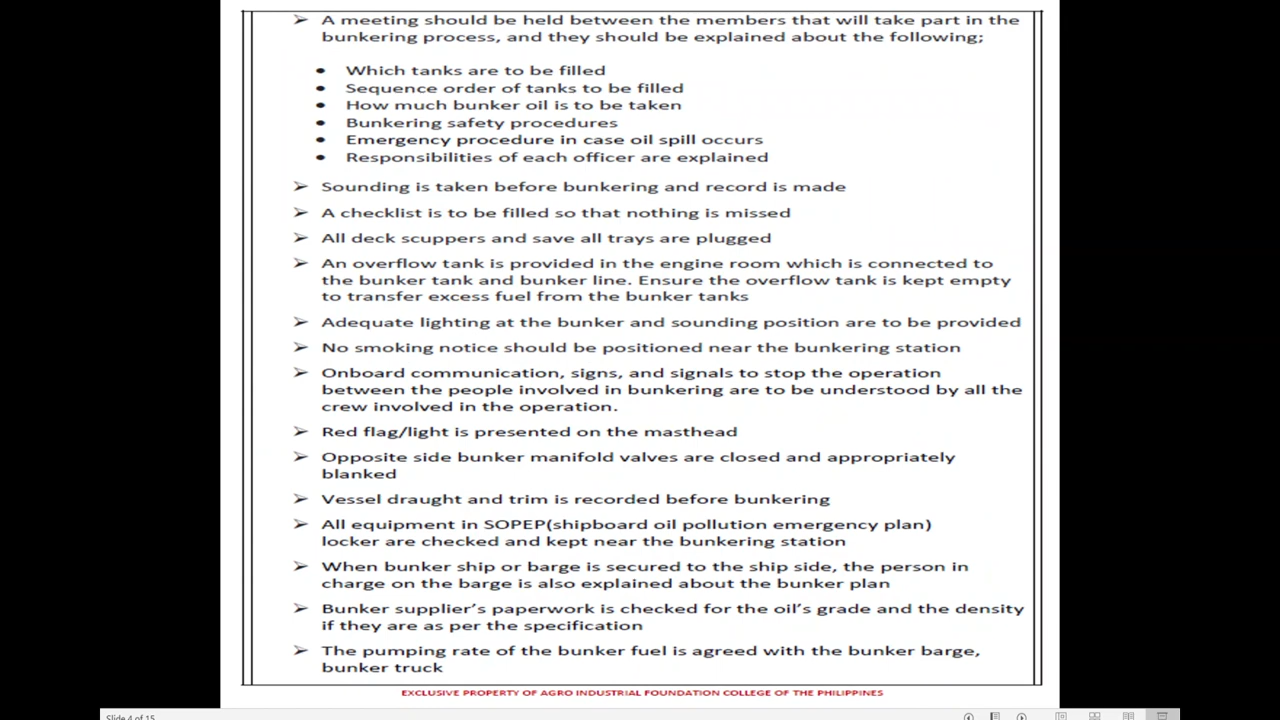 ➢ A meeting should be held between the members that will take part in the
bunkering process, and they should be explained about the following;
• Which tanks are to be filled
• Sequence order of tanks to be filled
• How much bunker oil is to be taken
• Bunkering safety procedures
• Emergency procedure in case oil spill occurs
• Responsibilities of each officer are explained
➢ Sounding is taken before bunkering and record is made
➢ A checklist is to be filled so that nothing is missed
➢ All deck scuppers and save all trays are plugged
➢ An overflow tank is provided in the engine room which is connected to
the bunker tank and bunker line. Ensure the overflow tank is kept empty
to transfer excess fuel from the bunker tanks
➢ Adequate lighting at the bunker and sounding position are to be provided
➢ No smoking notice should be positioned near the bunkering station
➢ Onboard communication, signs, and signals to stop the operation
between the people involved in bunkering are to be understood by all the
crew involved in the operation.
➢ Red flag/light is presented on the masthead
➢ Opposite side bunker manifold valves are closed and appropriately
blanked
➢ Vessel draught and trim is recorded before bunkering
➢ All equipment in SOPEP(shipboard oil pollution emergency plan)
locker are checked and kept near the bunkering station
➢ When bunker ship or barge is secured to the ship side, the person in
charge on the barge is also explained about the bunker plan
➢ Bunker supplier's paperwork is checked for the oil's grade and the density
if they are as per the specification
➢ The pumping rate of the bunker fuel is agreed with the bunker barge,
bunker truck
EXCLUSIVE PROPERTY OF AGRO INDUSTRIAL FOUNDATION COLLEGE OF THE PHILIPPINES
Slide 4 of 15